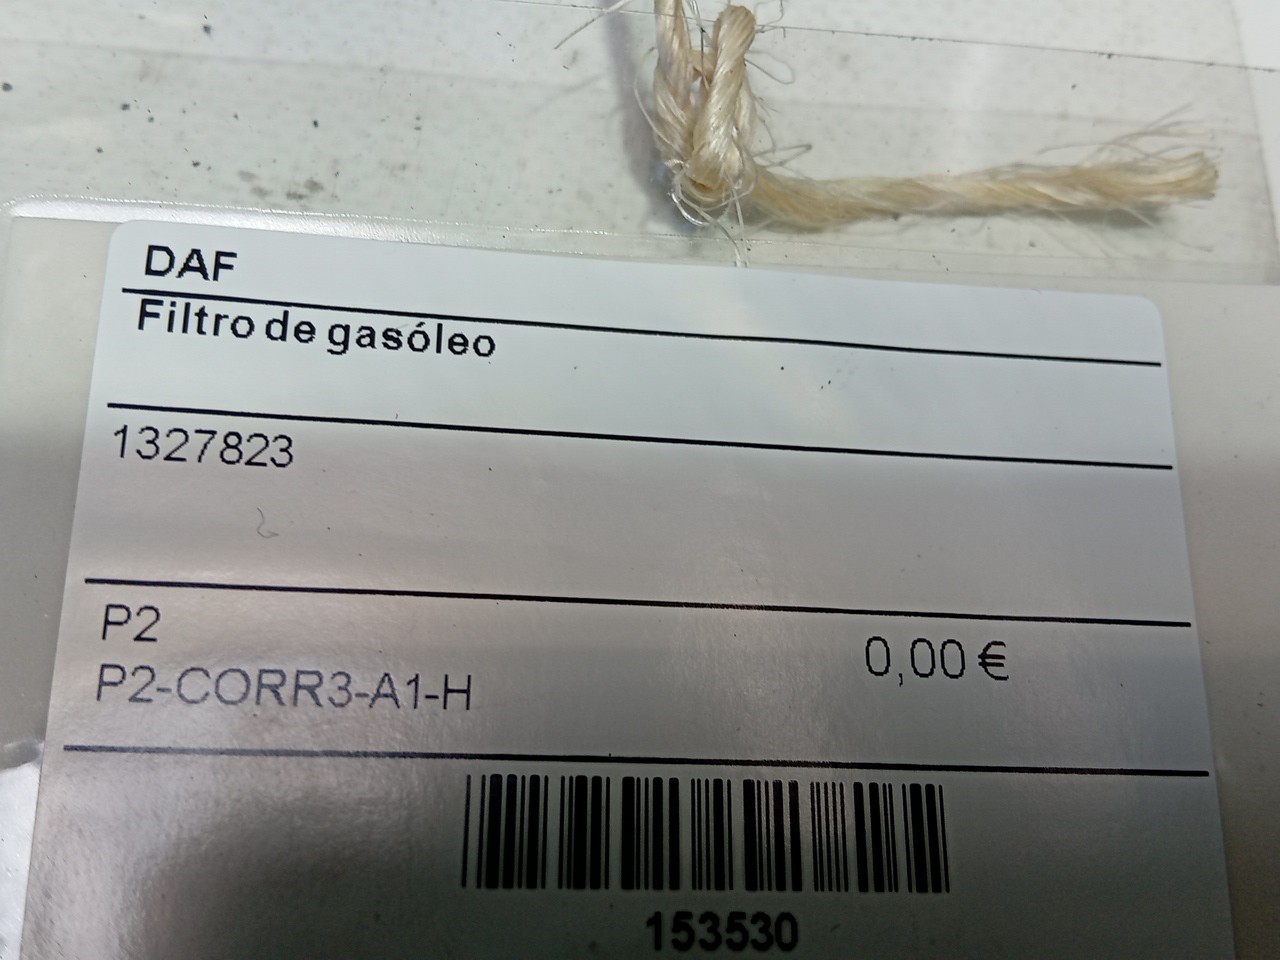 DAF
Filtro de gasóleo
1327823
P2
0,00 €
P2-CORR3-A1-H
153530